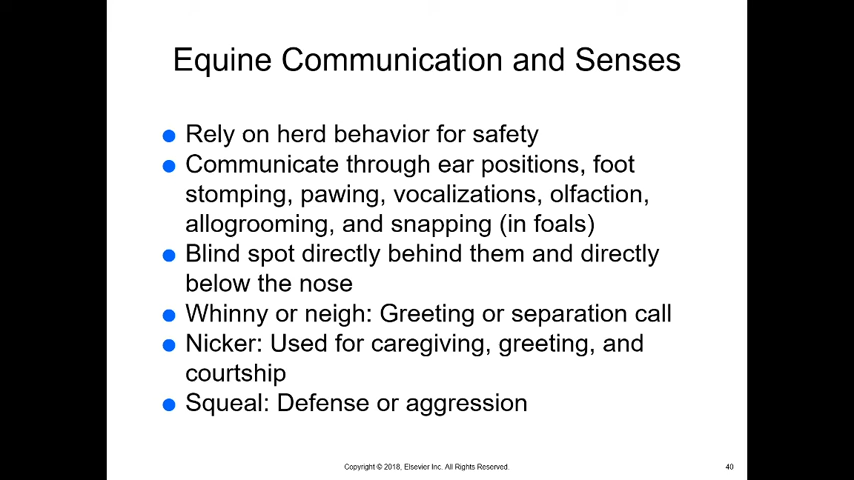 Equine Communication and Senses
● Rely on herd behavior for safety
● Communicate through ear positions, foot
stomping, pawing, vocalizations, olfaction,
allogrooming, and snapping (in foals)
● Blind spot directly behind them and directly
below the nose
● Whinny or neigh: Greeting or separation call
● Nicker: Used for caregiving, greeting, and
courtship
● Squeal: Defense or aggression
Copyright © 2018, Elsevier Inc. All Rights Reserved.
40